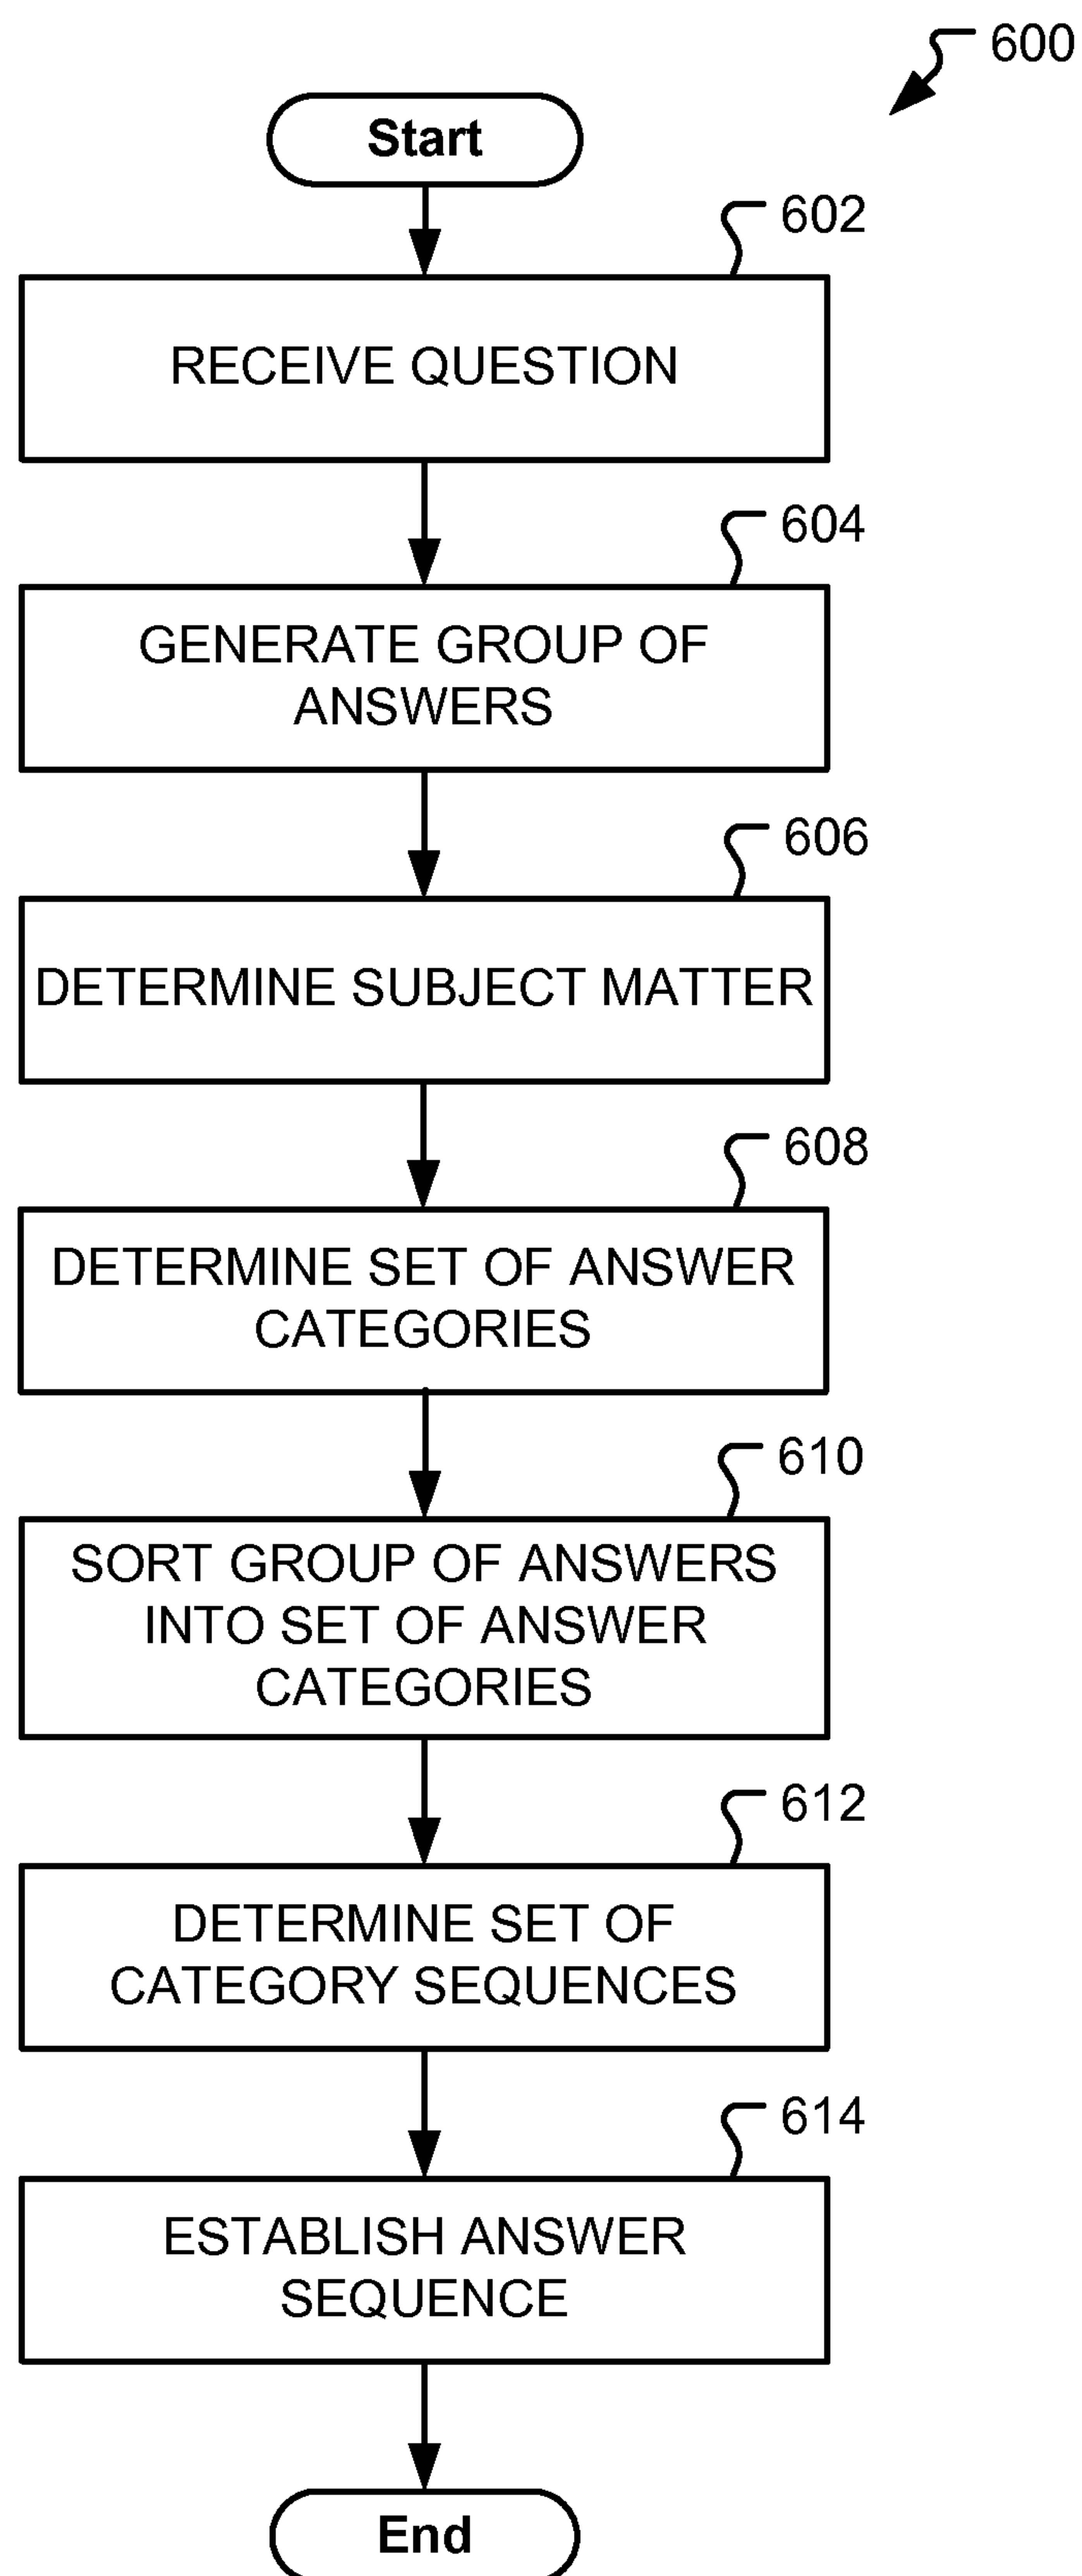 600
Start
602
RECEIVE QUESTION
604
GENERATE GROUP OF
ANSWERS
606
DETERMINE SUBJECT MATTER
608
DETERMINE SET OF ANSWER
CATEGORIES
610
SORT GROUP OF ANSWERS
INTO SET OF ANSWER
CATEGORIES
612
DETERMINE SET OF
CATEGORY SEQUENCES
614
ESTABLISH ANSWER
SEQUENCE
End